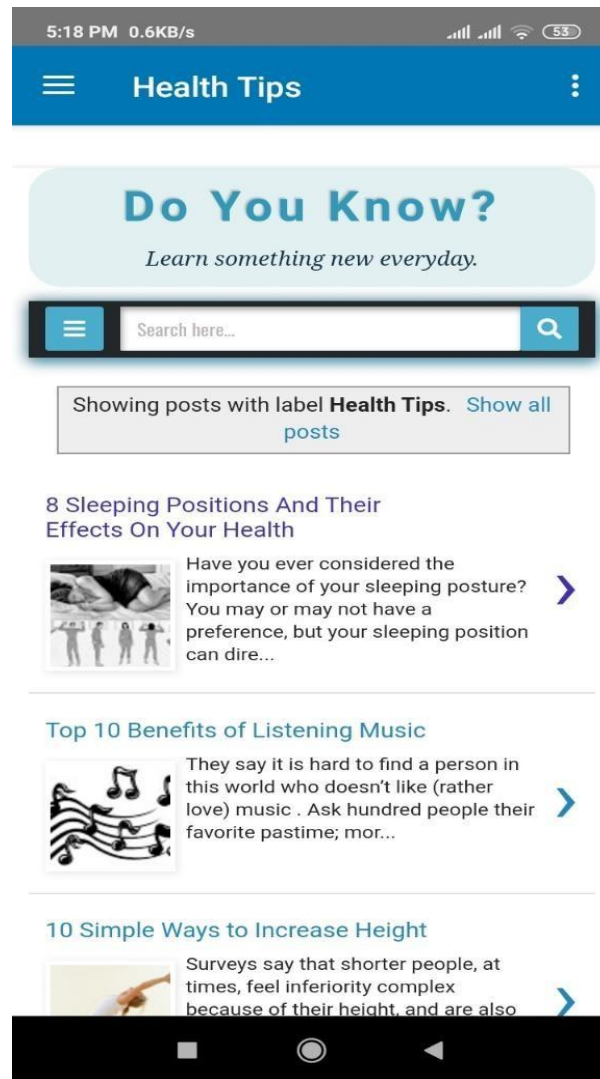 5:18 PM 0.6KB/s 53
Health Tips
Do You Know?
Learn something new everyday.
Search here...
Showing posts with label Health Tips. Show all
posts
8 Sleeping Positions And Their
Effects On Your Health
Have you ever considered the
importance of your sleeping posture?
You may or may not have a
preference, but your sleeping position
can dire...
Top 10 Benefits of Listening Music
They say it is hard to find a person in
this world who doesn’t like (rather
love) music . Ask hundred people their
favorite pastime; mor...
10 Simple Ways to Increase Height
Surveys say that shorter people, at
times, feel inferiority complex
because of their height, and are also